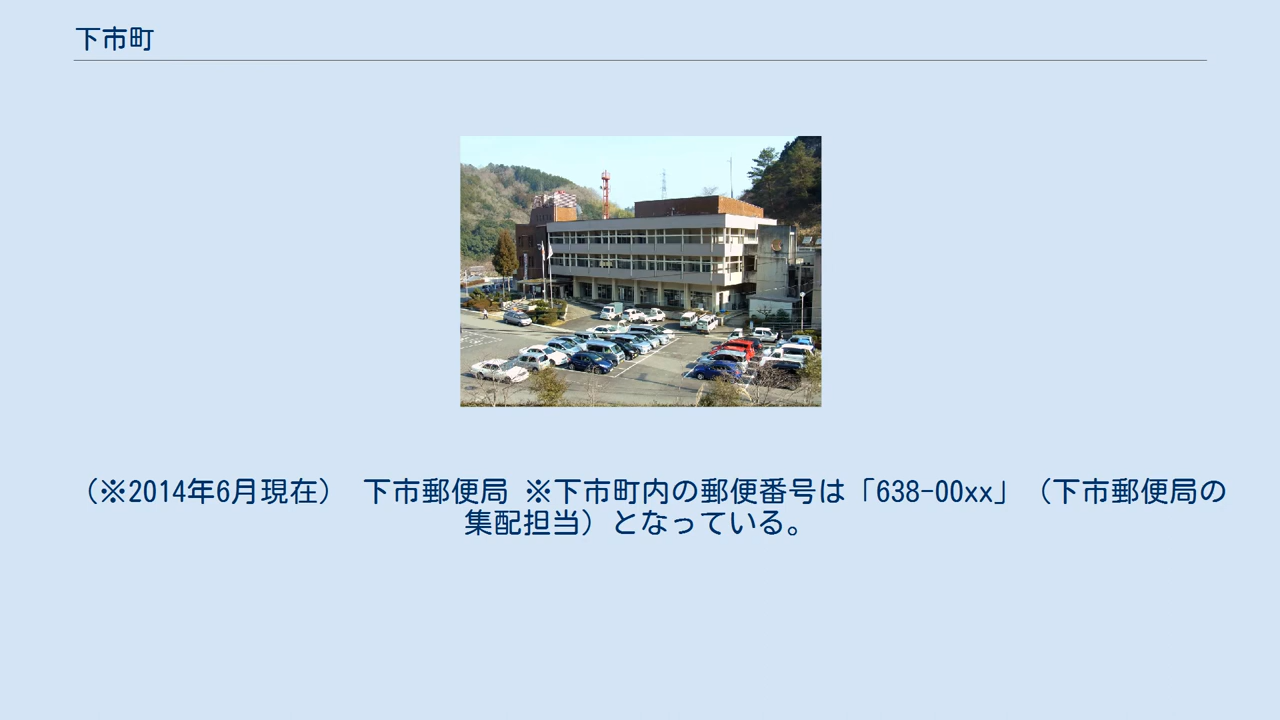 下市町
（※2014年6月現在）　下市郵便局 ※下市町内の郵便番号は「638-00xx」（下市郵便局の
集配担当）となっている。